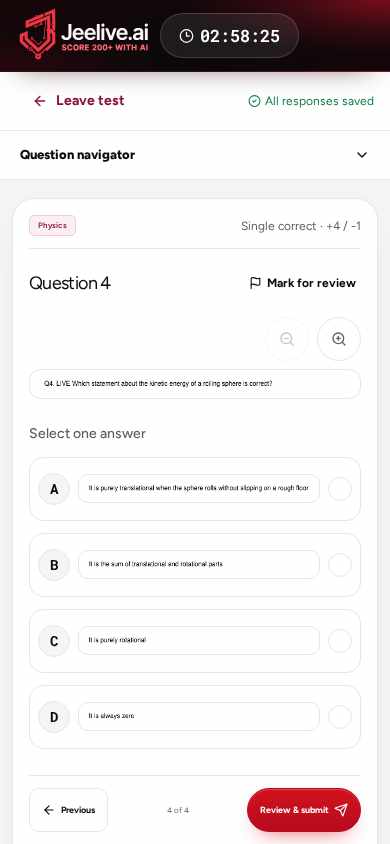 Jeelive.ai
SCORE 200+ WITH AI
02:58:25
Leave test
All responses saved
Question navigator
Physics
Single correct · +4 / -1
Question 4
Mark for review
Q4. LIVE Which statement about the kinetic energy of a rolling sphere is correct?
Select one answer
A
It is purely translational when the sphere rolls without slipping on a rough floor
B
It is the sum of translational and rotational parts
C
It is purely rotational
D
It is always zero
Previous
4 of 4
Review & submit